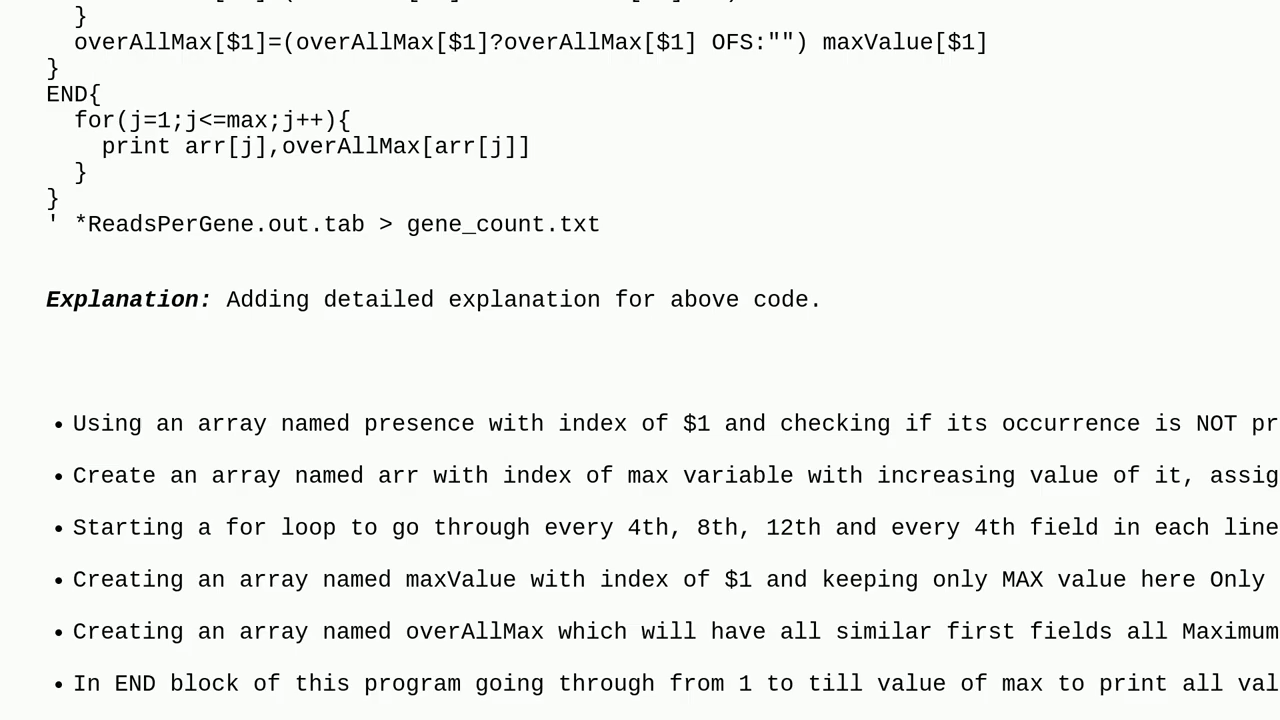 }
overAllMax[$1]=(overAllMax[$1]?overAllMax[$1] OFS:"") maxValue[$1]
}
END{
for(j=1;j<=max;j++){
print arr[j],overAllMax[arr[j]]
}
}
' *ReadsPerGene.out.tab > gene_count.txt
Explanation: Adding detailed explanation for above code.
• Using an array named presence with index of $1 and checking if its occurrence is NOT pr
• Create an array named arr with index of max variable with increasing value of it, assig
• Starting a for loop to go through every 4th, 8th, 12th and every 4th field in each line
• Creating an array named maxValue with index of $1 and keeping only MAX value here Only
• Creating an array named overAllMax which will have all similar first fields all Maximum
• In END block of this program going through from 1 to till value of max to print all val